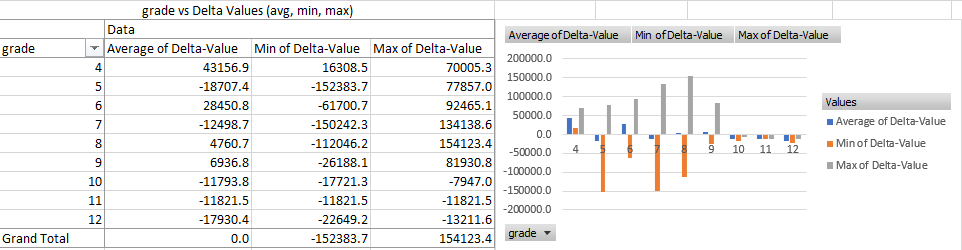 grade vs Delta Values (avg, min, max)
Data
grade Average of Delta-Value Min of Delta-Value Max of Delta-Value
4 43156.9 16308.5 70005.3
5 -18707.4 -152383.7 77857.0
6 28450.8 -61700.7 92465.1
7 -12498.7 -150242.3 134138.6
8 4760.7 -112046.2 154123.4
9 6936.8 -26188.1 81930.8
10 -11793.8 -17721.3 -7947.0
11 -11821.5 -11821.5 -11821.5
12 -17930.4 -22649.2 -13211.6
Grand Total 0.0 -152383.7 154123.4
Average of Delta-Value Min of Delta-Value Max of Delta-Value
200000.0
150000.0
100000.0
50000.0
0.0
-50000.0
-100000.0
-150000.0
-200000.0
4 5 6 7 8 9 10 11 12
Values
Average of Delta-Value
Min of Delta-Value
Max of Delta-Value
grade